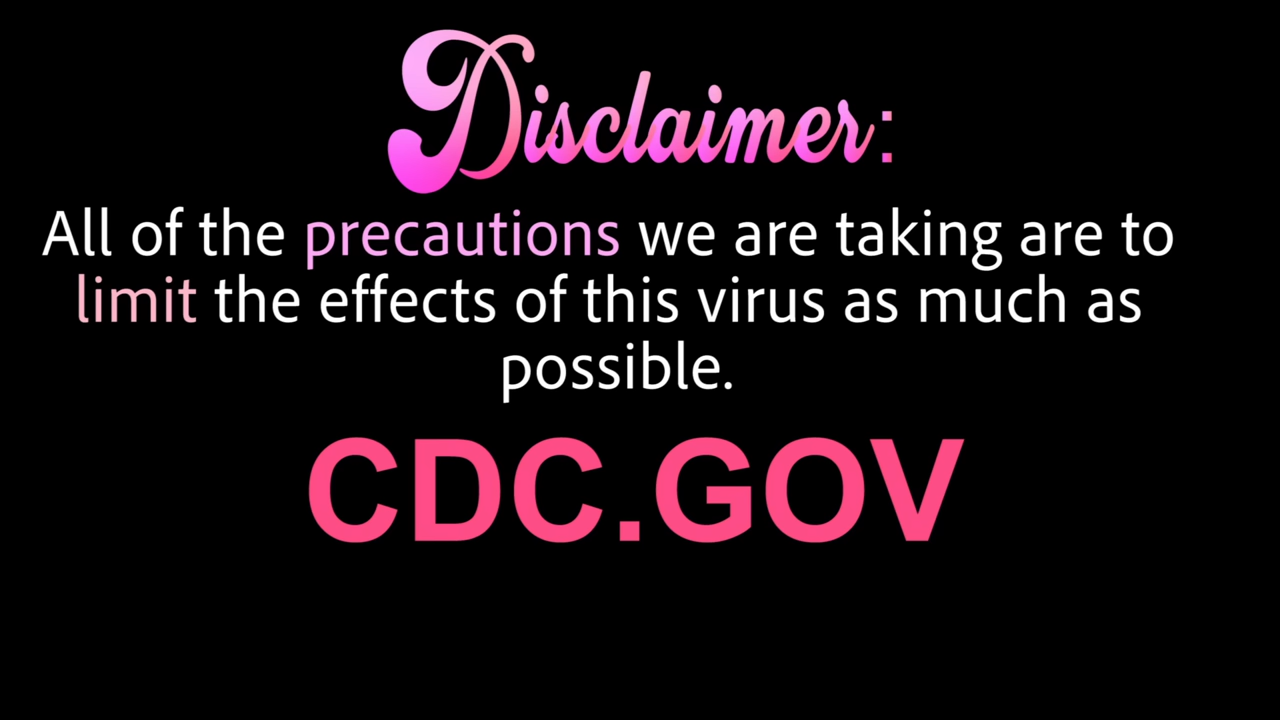 Disclaimer:
All of the precautions we are taking are to
limit the effects of this virus as much as
possible.
CDC.GOV